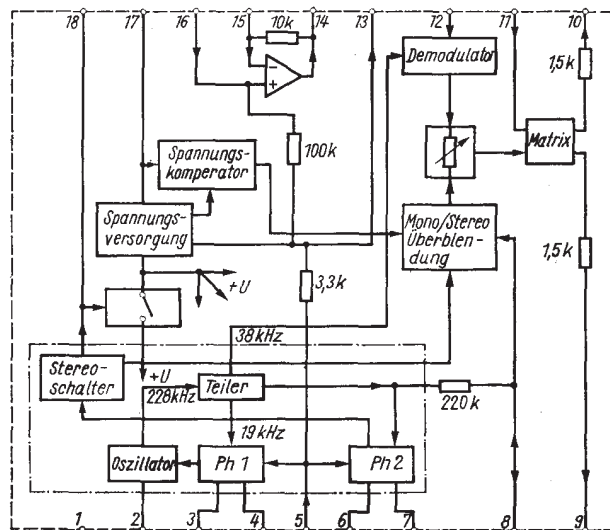 18 17 16 15 14 13 12 11 10
10k
−
+
Demodulator
1,5k
100k
Spannungs-
komperator
Matrix
Spannungs-
versorgung
Mono/Stereo
Überblen-
dung
1,5k
+U
3,3k
38kHz
Stereo-
schalter
+U
228kHz
Teiler
220k
19kHz
Oszillator
Ph 1
Ph 2
1 2 3 4 5 6 7 8 9